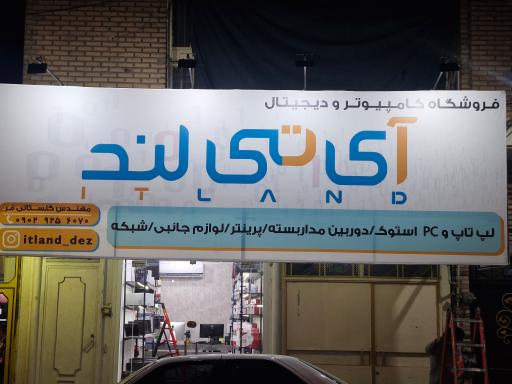 فروشگاه کامپیوتر و دیجیتال
آی تی لند
ITLAND
لپ تاپ و PC استوک/دوربین مداربسته/پرینتر/لوازم جانبی/شبکه
مهندس گلستانی فر
۰۹۰۲ ۹۲۵ ۶۰۷۰
itland_dez